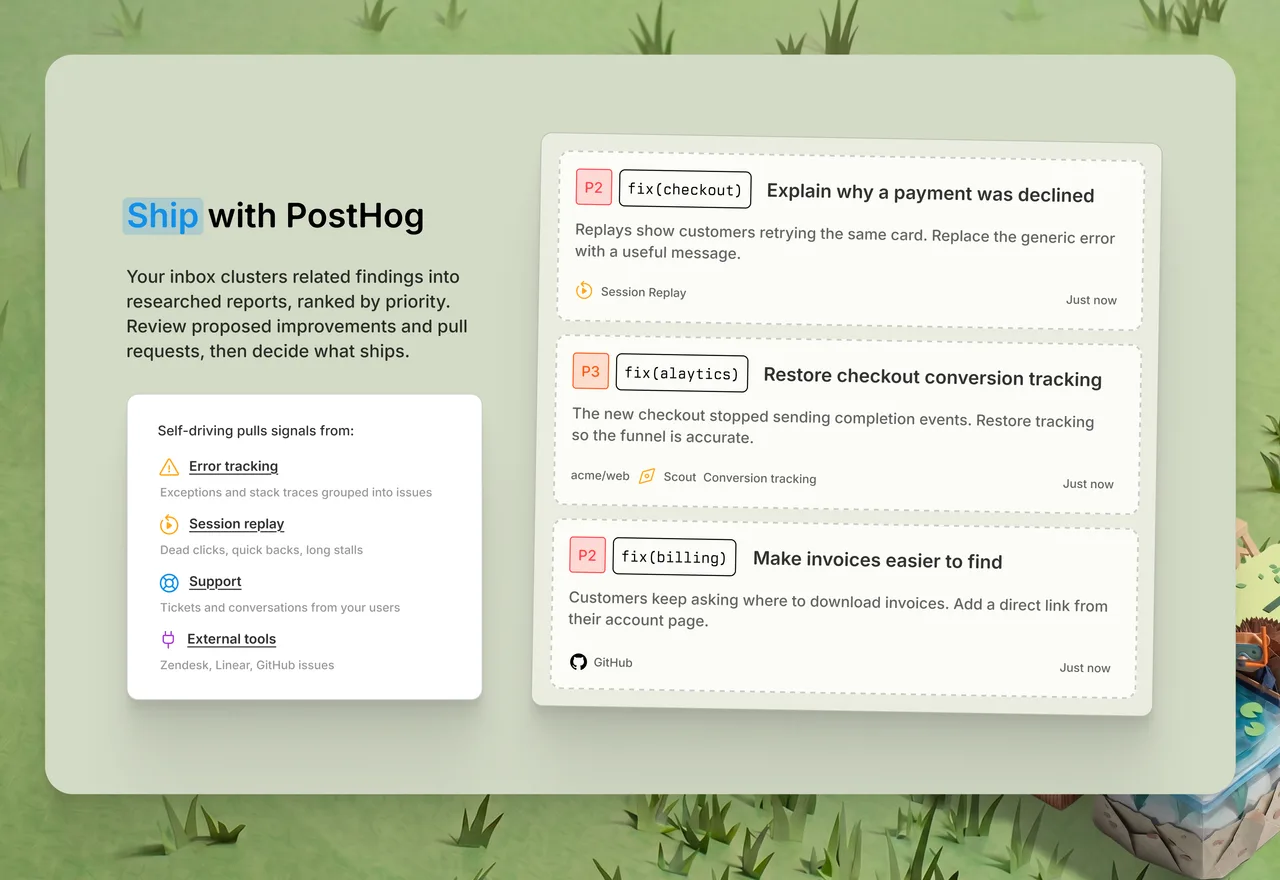 Ship with PostHog
Your inbox clusters related findings into
researched reports, ranked by priority.
Review proposed improvements and pull
requests, then decide what ships.
Self-driving pulls signals from:
Error tracking
Exceptions and stack traces grouped into issues
Session replay
Dead clicks, quick backs, long stalls
Support
Tickets and conversations from your users
External tools
Zendesk, Linear, GitHub issues
P2 fix(checkout) Explain why a payment was declined
Replays show customers retrying the same card. Replace the generic error
with a useful message.
Session Replay Just now
P3 fix(alaytics) Restore checkout conversion tracking
The new checkout stopped sending completion events. Restore tracking
so the funnel is accurate.
acme/web Scout Conversion tracking Just now
P2 fix(billing) Make invoices easier to find
Customers keep asking where to download invoices. Add a direct link from
their account page.
GitHub Just now